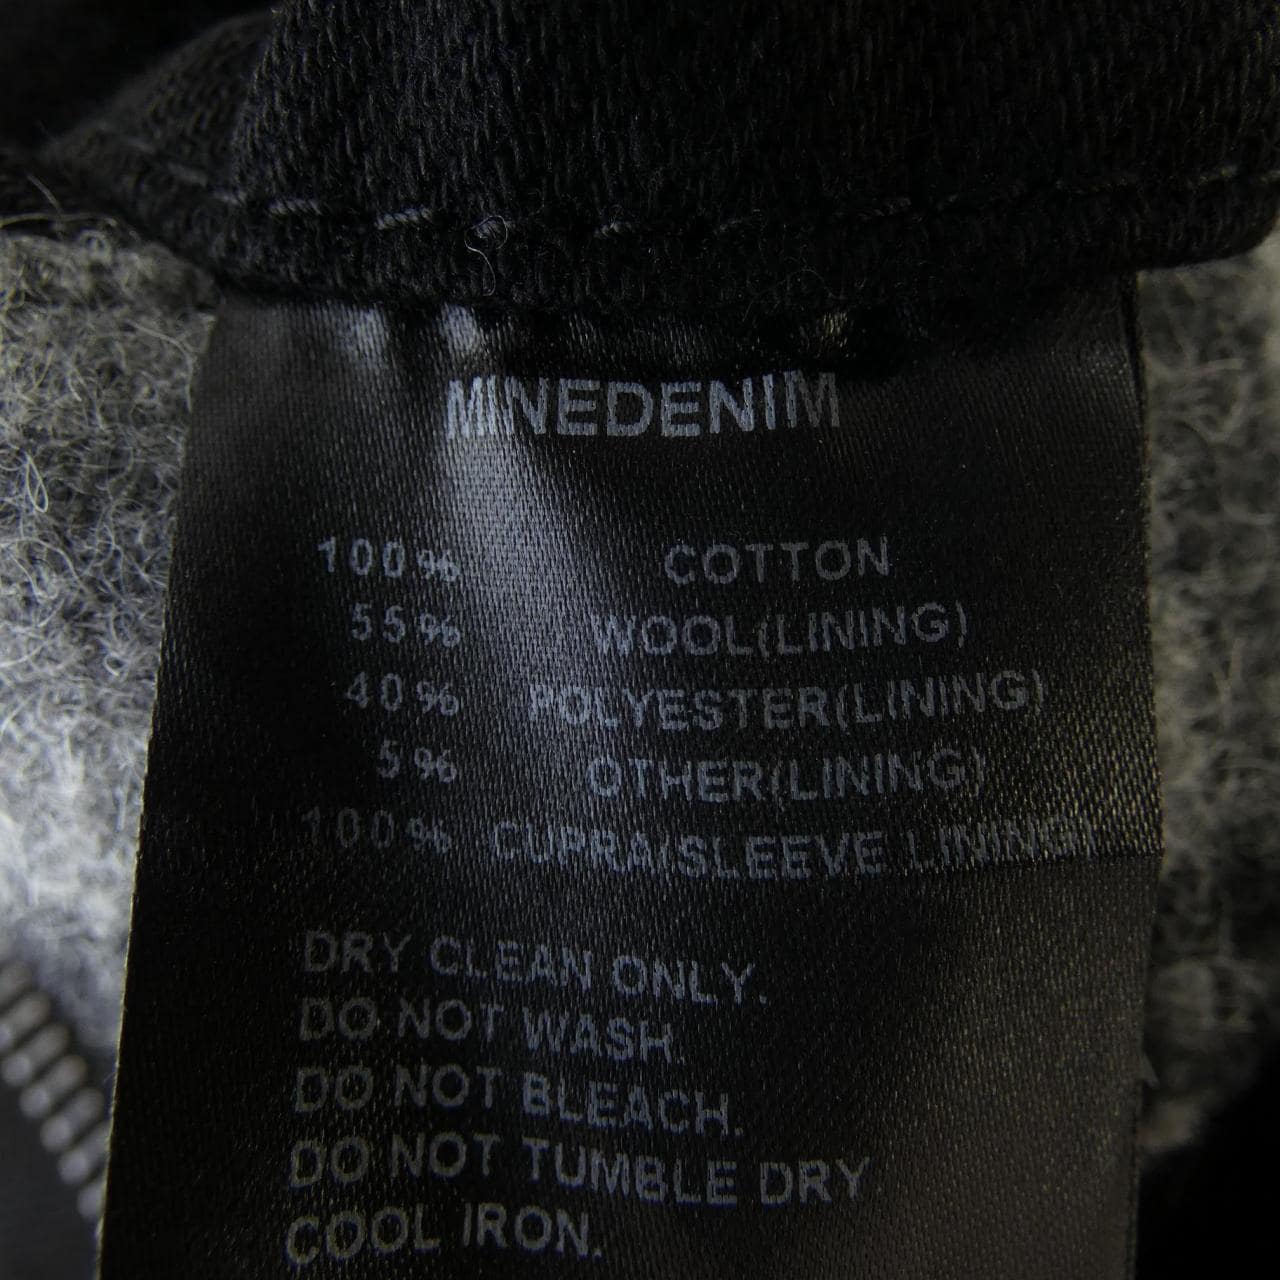 MINEDENIM
100% COTTON
55% WOOL(LINING)
40% POLYESTER(LINING)
5% OTHER(LINING)
100% CUPRA(SLEEVE LINING)
DRY CLEAN ONLY.
DO NOT WASH.
DO NOT BLEACH.
DO NOT TUMBLE DRY
COOL IRON.